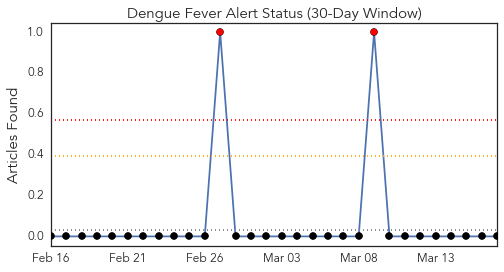 Dengue Fever Alert Status (30-Day Window)
Articles Found
1.0
0.8
0.6
0.4
0.2
0.0
Feb 16 Feb 21 Feb 26 Mar 03 Mar 08 Mar 13